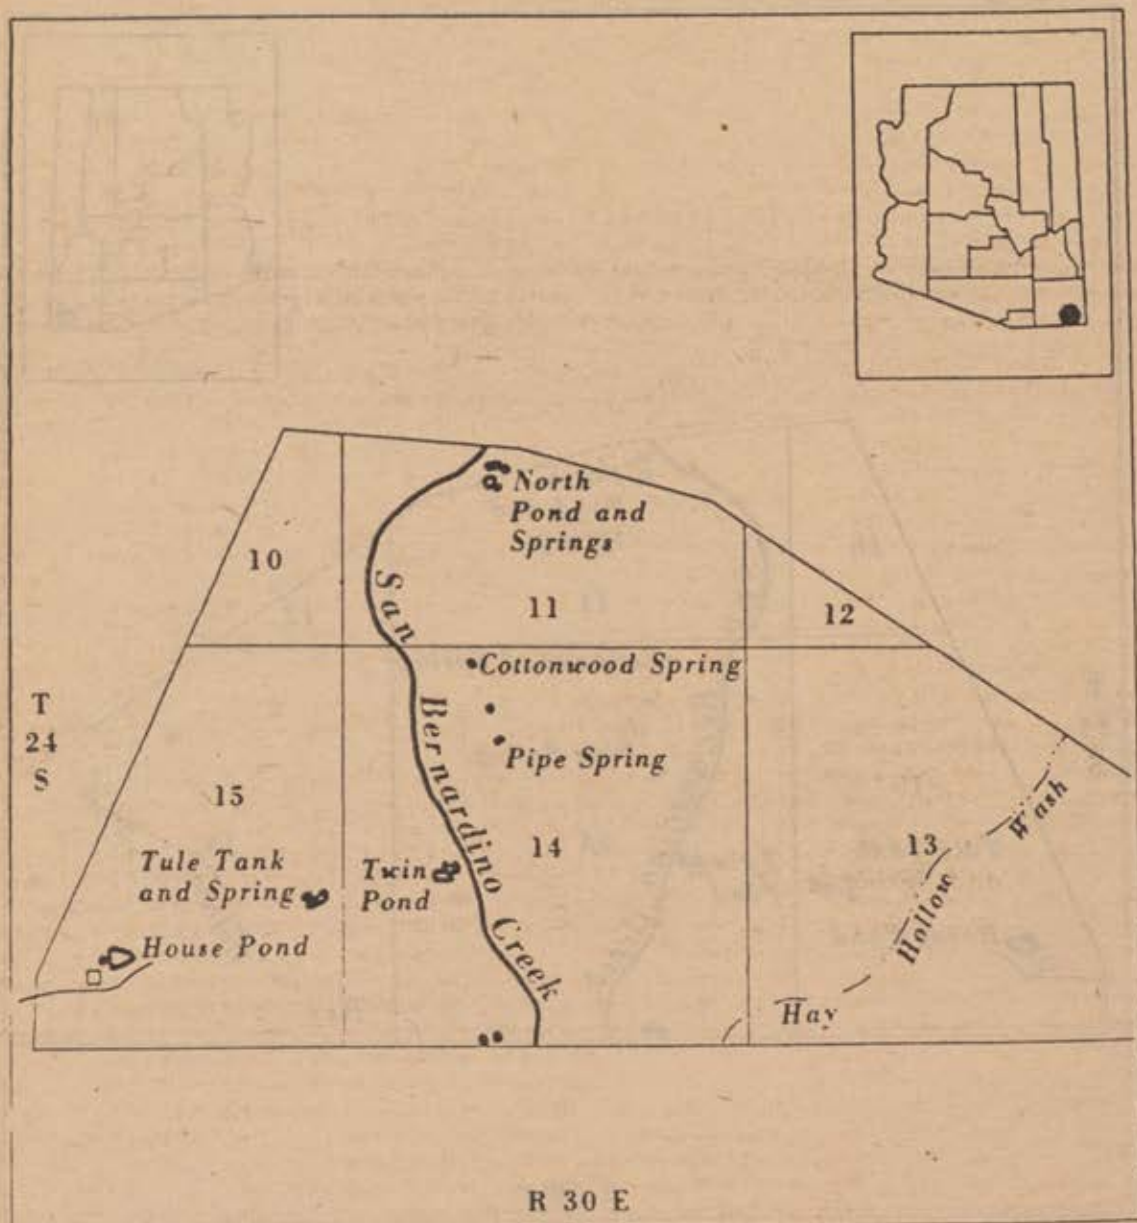 North
Pond and
Springs
10
11
12
San Bernardino Creek
Cottonwood Spring
T
24
S
Pipe Spring
15
14
13
Hay Hollow Wash
Tule Tank
and Spring
Twin
Pond
House Pond
R 30 E